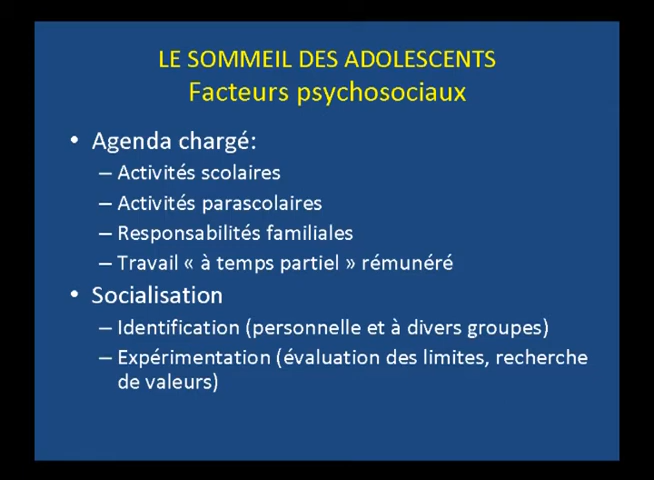 LE SOMMEIL DES ADOLESCENTS
Facteurs psychosociaux
• Agenda chargé:
– Activités scolaires
– Activités parascolaires
– Responsabilités familiales
– Travail « à temps partiel » rémunéré
• Socialisation
– Identification (personnelle et à divers groupes)
– Expérimentation (évaluation des limites, recherche
de valeurs)